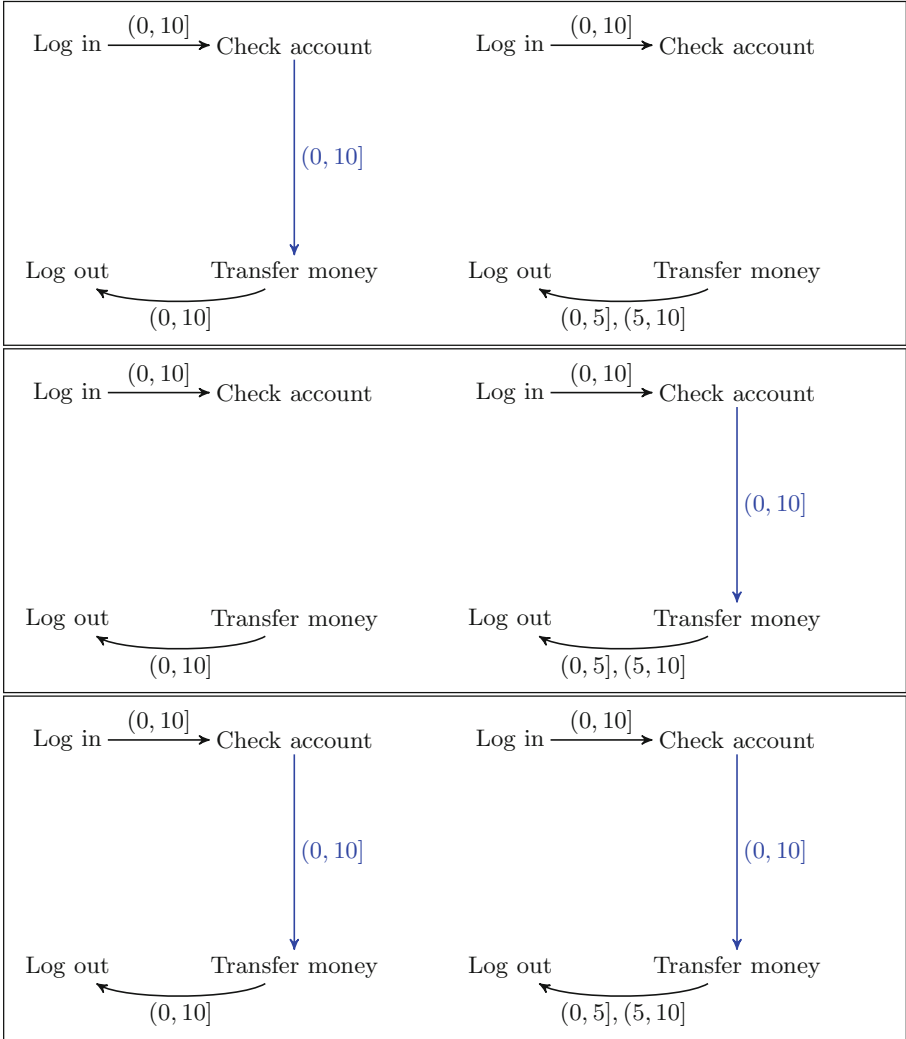 (0, 10] (0, 10]
Log in Check account Log in Check account
(0, 10]
Log out Transfer money Log out Transfer money
(0, 10] (0, 5], (5, 10]
(0, 10] (0, 10]
Log in Check account Log in Check account
(0, 10]
Log out Transfer money Log out Transfer money
(0, 10] (0, 5], (5, 10]
(0, 10] (0, 10]
Log in Check account Log in Check account
(0, 10] (0, 10]
Log out Transfer money Log out Transfer money
(0, 10] (0, 5], (5, 10]